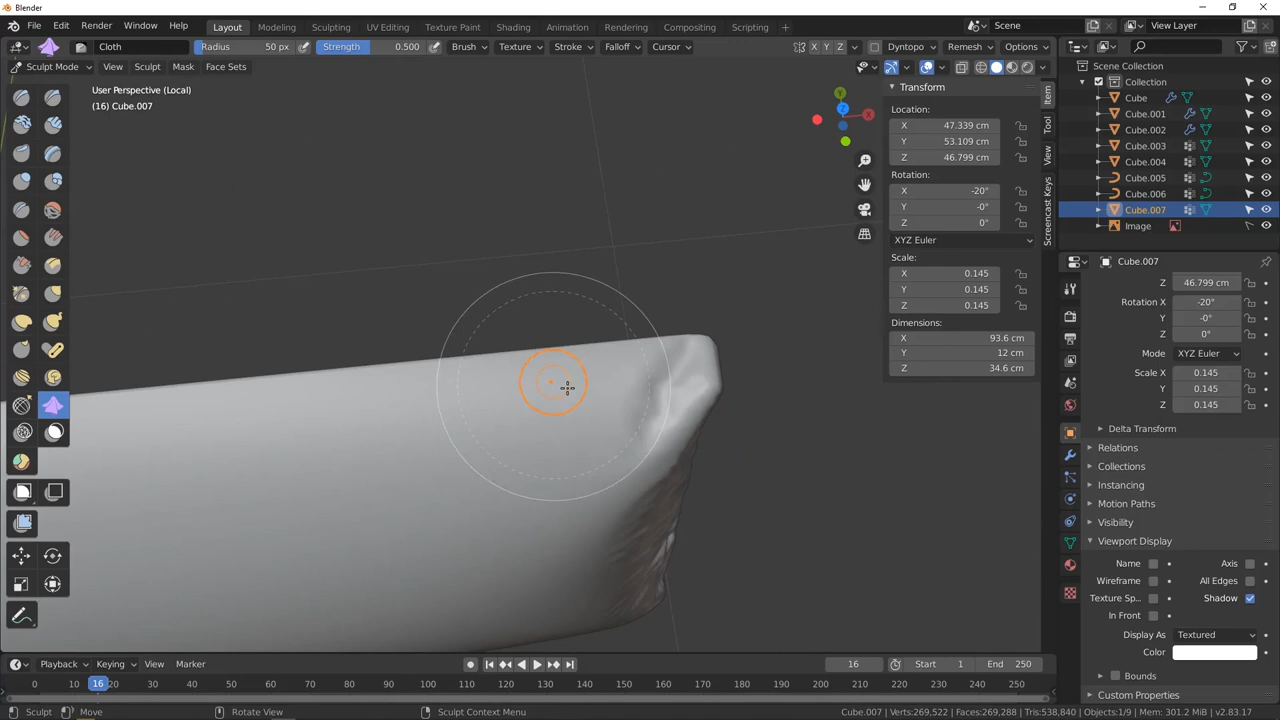 Blender
File Edit Render Window Help Layout Modeling Sculpting UV Editing Texture Paint Shading Animation Rendering Compositing Scripting + Scene View Layer
Cloth Radius 50 px Strength 0.500 Brush Texture Stroke Falloff Cursor X Y Z Dyntopo Remesh Options
Sculpt Mode View Sculpt Mask Face Sets
User Perspective (Local)
(16) Cube.007
Y
Z
X
Transform
Location:
X 47.339 cm
Y 53.109 cm
Z 46.799 cm
Rotation:
X -20°
Y -0°
Z 0°
XYZ Euler
Scale:
X 0.145
Y 0.145
Z 0.145
Dimensions:
X 93.6 cm
Y 12 cm
Z 34.6 cm
Item
Tool
View
Screencast Keys
Scene Collection
Collection
Cube
Cube.001
Cube.002
Cube.003
Cube.004
Cube.005
Cube.006
Cube.007
Image
Cube.007
Z 46.799 cm
Rotation X -20°
Y -0°
Z 0°
Mode XYZ Euler
Scale X 0.145
Y 0.145
Z 0.145
Delta Transform
Relations
Collections
Instancing
Motion Paths
Visibility
Viewport Display
Name Axis
Wireframe All Edges
Texture Sp.. Shadow
In Front
Display As Textured
Color
Bounds
Custom Properties
Playback Keying View Marker 16 Start 1 End 250
0 10 16 20 30 40 50 60 70 80 90 100 110 120 130 140 150 160 170 180 190 200 210 220 230 240 250
Sculpt Move Rotate View Sculpt Context Menu Cube.007 | Verts:269,522 | Faces:269,288 | Tris:538,840 | Objects:1/9 | Mem: 301.2 MiB | v2.83.17